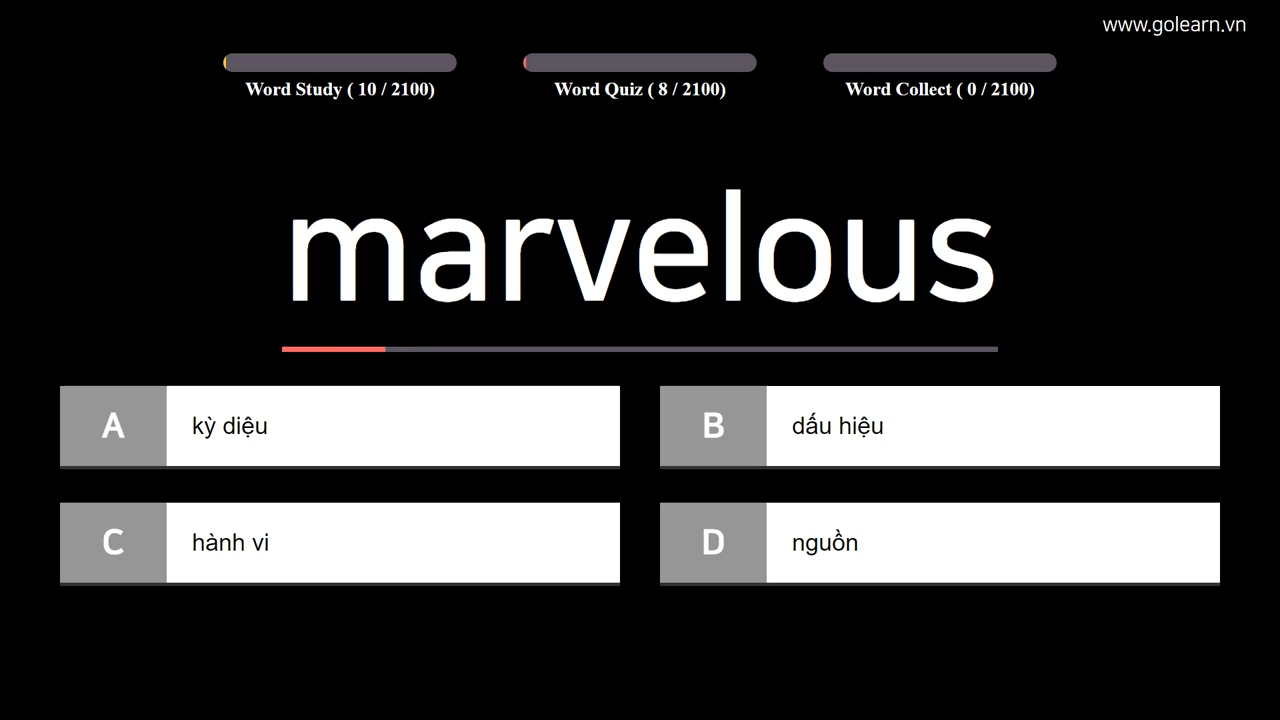 www.golearn.vn
Word Study ( 10 / 2100)
Word Quiz ( 8 / 2100)
Word Collect ( 0 / 2100)
marvelous
A kỳ diệu
B dấu hiệu
C hành vi
D nguồn